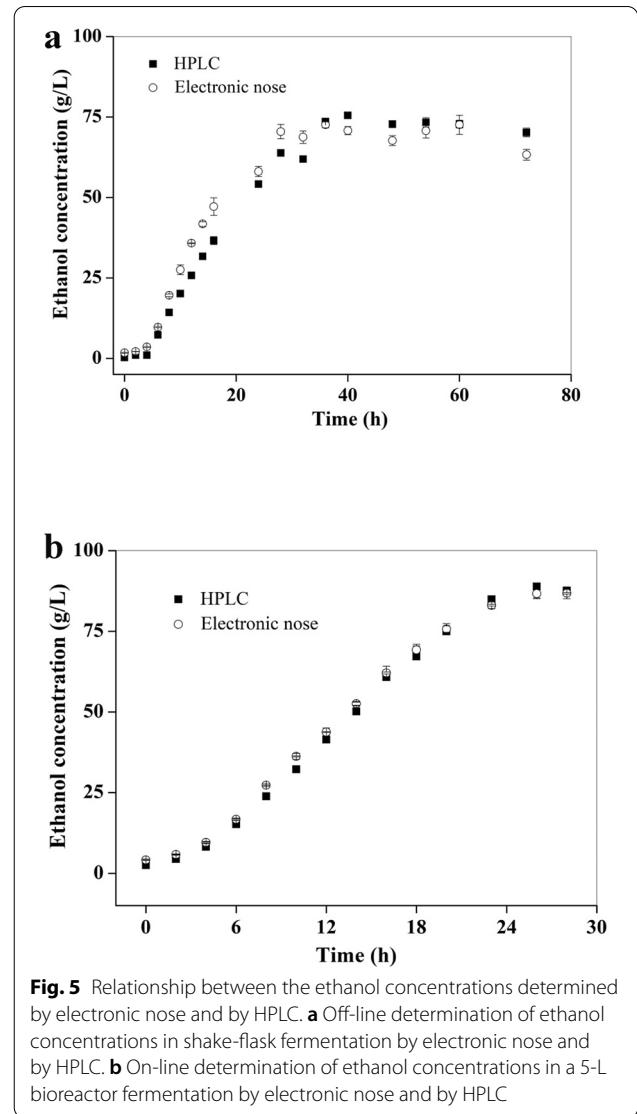 a
100
75
50
25
0
Ethanol concentration (g/L)
HPLC
Electronic nose
0 20 40 60 80
Time (h)
b
100
75
50
25
0
Ethanol concentration (g/L)
HPLC
Electronic nose
0 6 12 18 24 30
Time (h)
Fig. 5 Relationship between the ethanol concentrations determined
by electronic nose and by HPLC. a Off-line determination of ethanol
concentrations in shake-flask fermentation by electronic nose and
by HPLC. b On-line determination of ethanol concentrations in a 5-L
bioreactor fermentation by electronic nose and by HPLC